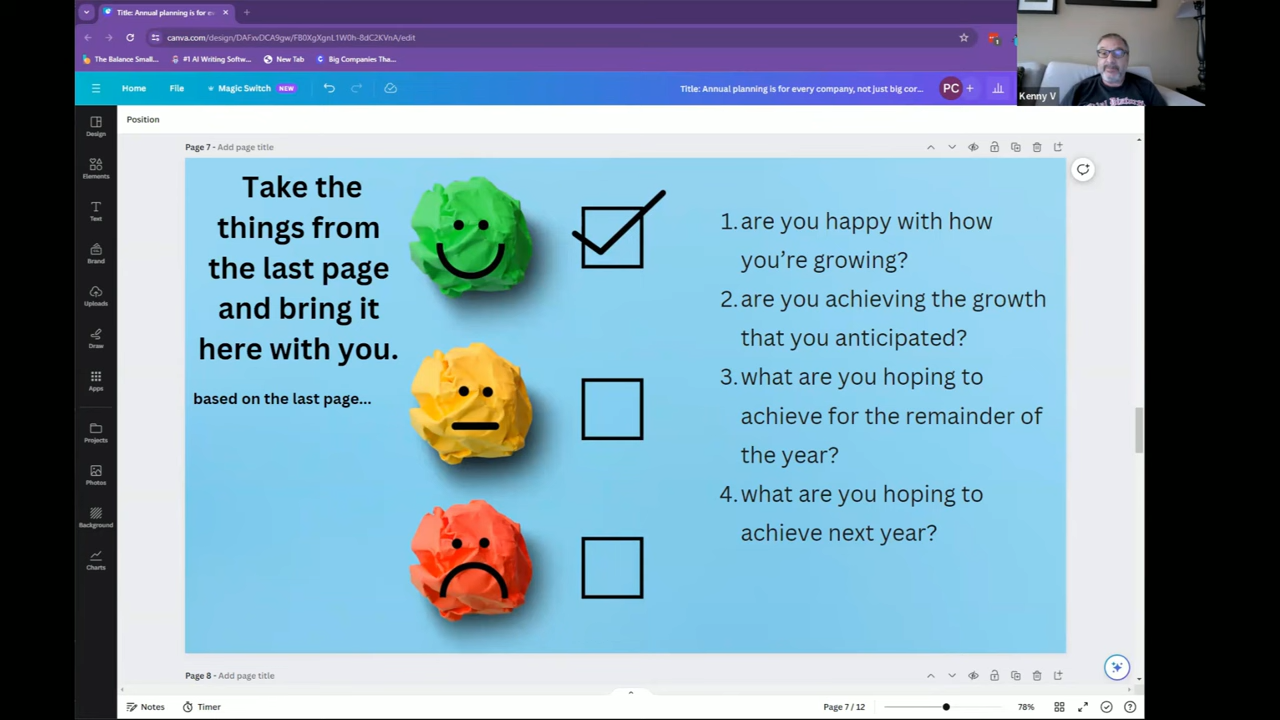 Title: Annual planning is for ev
canva.com/design/DAFwDCA9gw/F80XgXgnL1W0h-8dC2KVnA/edit
The Balance Small... #1 AI Writing Softw... New Tab Big Companies Tha...
Home File Magic Switch NEW Title: Annual planning is for every company, not just big cor... PC
Kenny V
Position
Design
Elements
Text
Brand
Uploads
Draw
Apps
Projects
Photos
Background
Charts
Page 7 - Add page title
Take the
things from
the last page
and bring it
here with you.
based on the last page...
1. are you happy with how
you’re growing?
2. are you achieving the growth
that you anticipated?
3. what are you hoping to
achieve for the remainder of
the year?
4. what are you hoping to
achieve next year?
Page 8 - Add page title
Notes Timer Page 7 / 12 78%